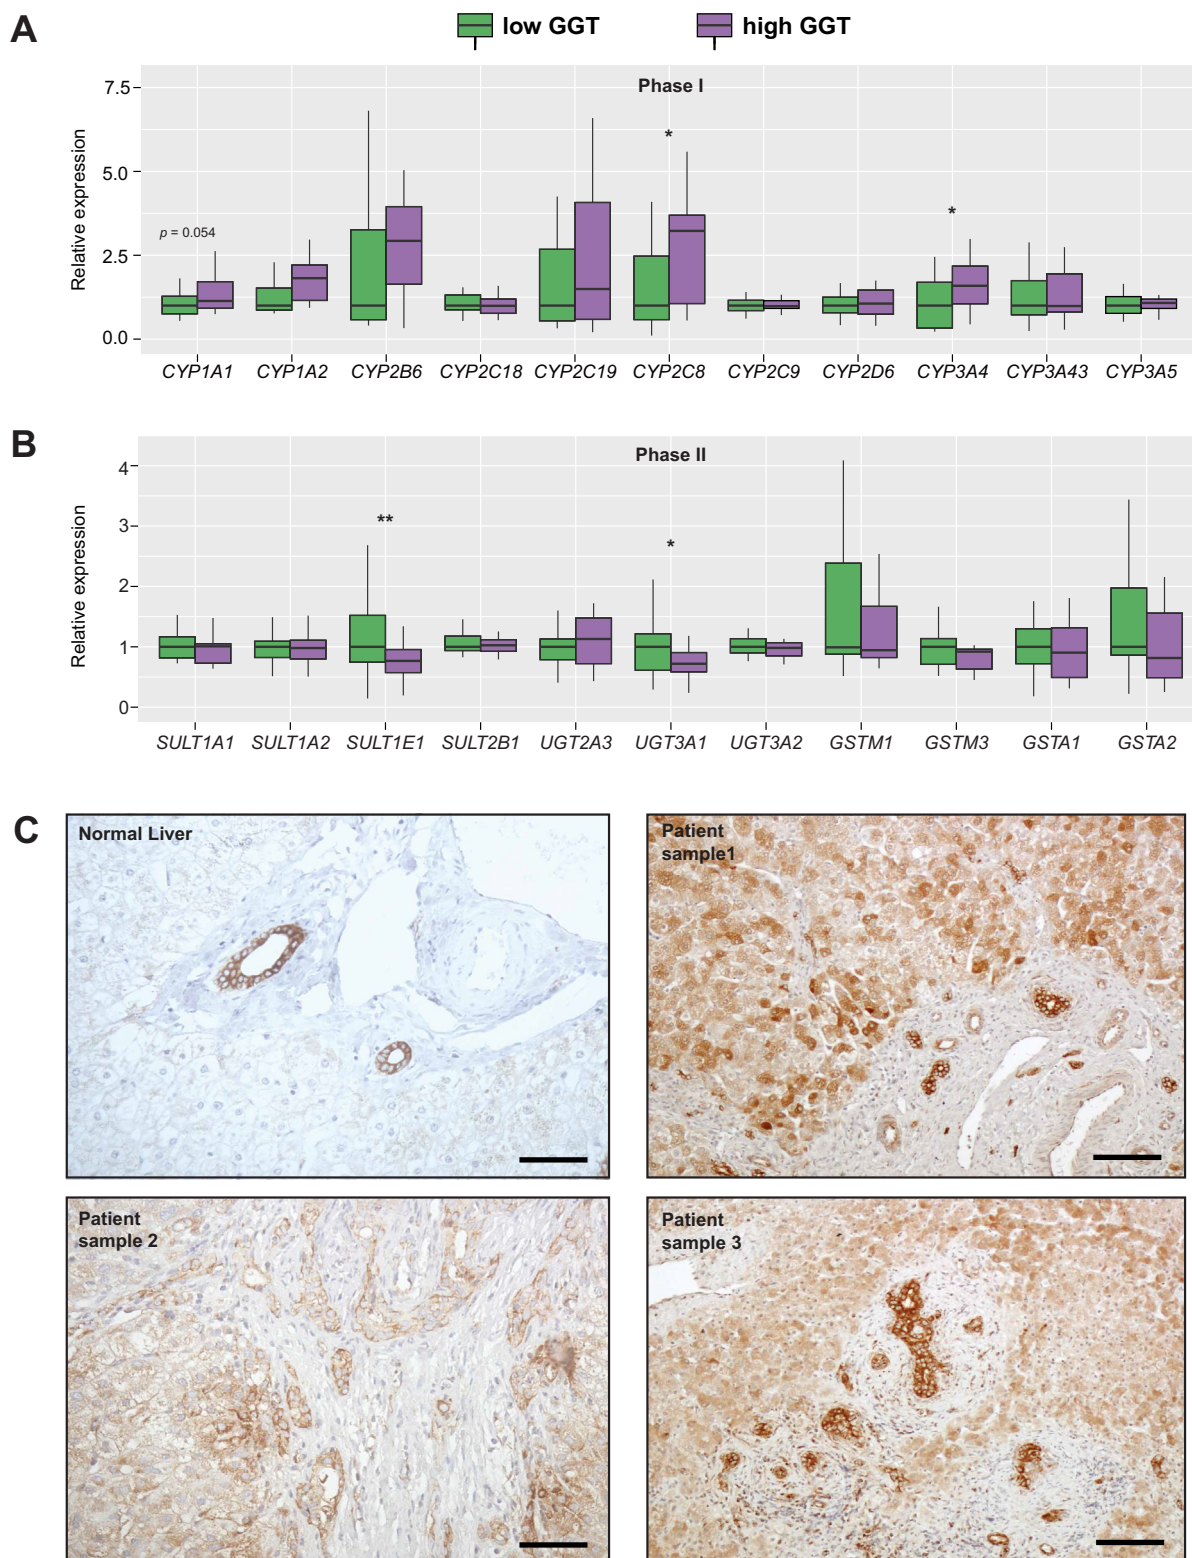 A
low GGT
high GGT
Phase I
Relative expression
7.5
5.0
2.5
0.0
p = 0.054
*
*
CYP1A1
CYP1A2
CYP2B6
CYP2C18
CYP2C19
CYP2C8
CYP2C9
CYP2D6
CYP3A4
CYP3A43
CYP3A5
B
Phase II
Relative expression
4
3
2
1
0
**
*
SULT1A1
SULT1A2
SULT1E1
SULT2B1
UGT2A3
UGT3A1
UGT3A2
GSTM1
GSTM3
GSTA1
GSTA2
C
Normal Liver
Patient
sample1
Patient
sample 2
Patient
sample 3